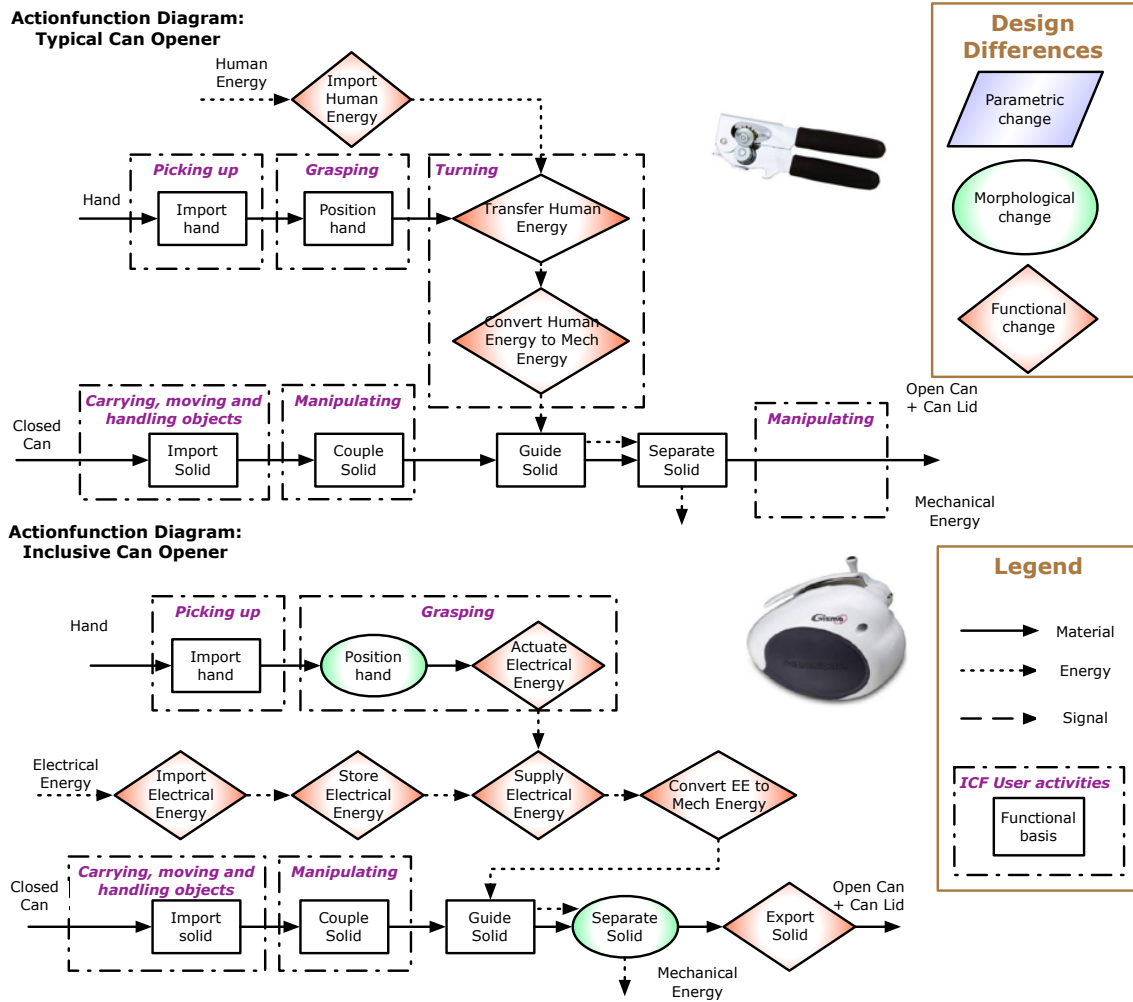 Actionfunction Diagram:
Typical Can Opener
Human
Energy
Import
Human
Energy
Picking up
Grasping
Turning
Hand
Import
hand
Position
hand
Transfer Human
Energy
Convert Human
Energy to Mech
Energy
Carrying, moving and
handling objects
Manipulating
Manipulating
Closed
Can
Import
Solid
Couple
Solid
Guide
Solid
Separate
Solid
Open Can
+ Can Lid
Mechanical
Energy
Design
Differences
Parametric
change
Morphological
change
Functional
change
Actionfunction Diagram:
Inclusive Can Opener
Picking up
Grasping
Hand
Import
hand
Position
hand
Actuate
Electrical
Energy
Electrical
Energy
Import
Electrical
Energy
Store
Electrical
Energy
Supply
Electrical
Energy
Convert EE to
Mech Energy
Carrying, moving and
handling objects
Manipulating
Closed
Can
Import
solid
Couple
Solid
Guide
Solid
Separate
Solid
Export
Solid
Open Can
+ Can Lid
Mechanical
Energy
Gizmo
Legend
Material
Energy
Signal
ICF User activities
Functional
basis